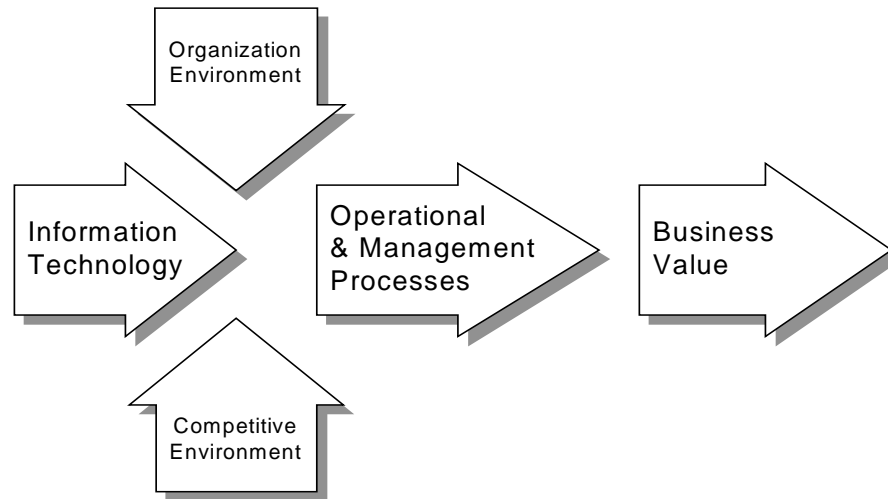 Organization
Environment
Information
Technology
Operational
& Management
Processes
Business
Value
Competitive
Environment